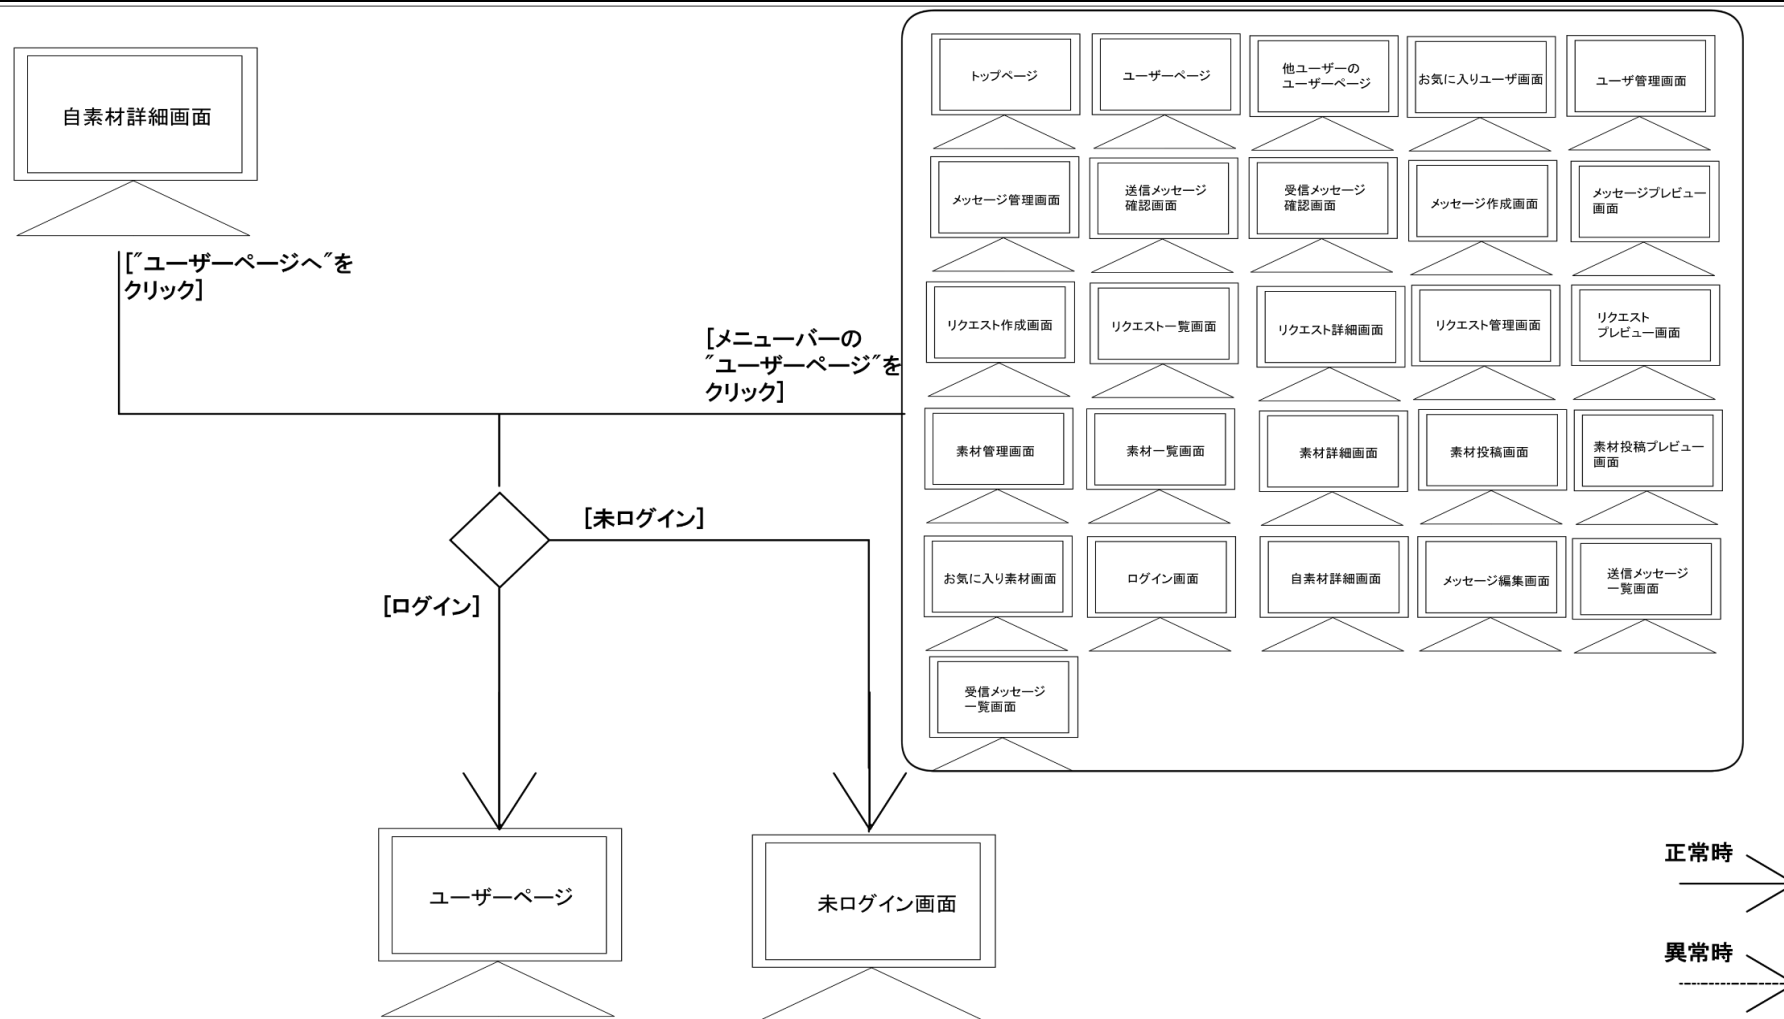 自素材詳細画面
[″ユーザーページへ″を
クリック]
[メニューバーの
″ユーザーページ″を
クリック]
[未ログイン]
[ログイン]
ユーザーページ
未ログイン画面
トップページ
ユーザーページ
他ユーザーの
ユーザーページ
お気に入りユーザ画面
ユーザ管理画面
メッセージ管理画面
送信メッセージ
確認画面
受信メッセージ
確認画面
メッセージ作成画面
メッセージプレビュー
画面
リクエスト作成画面
リクエスト一覧画面
リクエスト詳細画面
リクエスト管理画面
リクエスト
プレビュー画面
素材管理画面
素材一覧画面
素材詳細画面
素材投稿画面
素材投稿プレビュー
画面
お気に入り素材画面
ログイン画面
自素材詳細画面
メッセージ編集画面
送信メッセージ
一覧画面
受信メッセージ
一覧画面
正常時
異常時